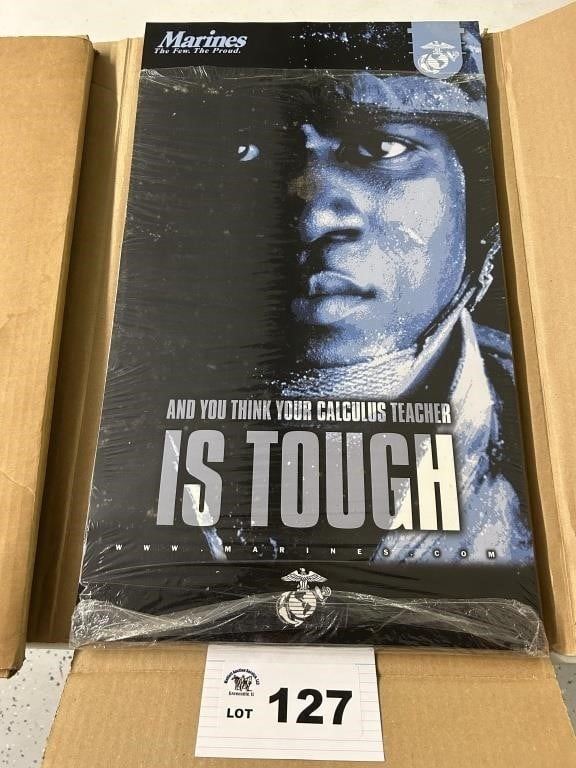 Marines
The Few. The Proud.
AND YOU THINK YOUR CALCULUS TEACHER
IS TOUGH
WWW.MARINES.COM
LOT 127